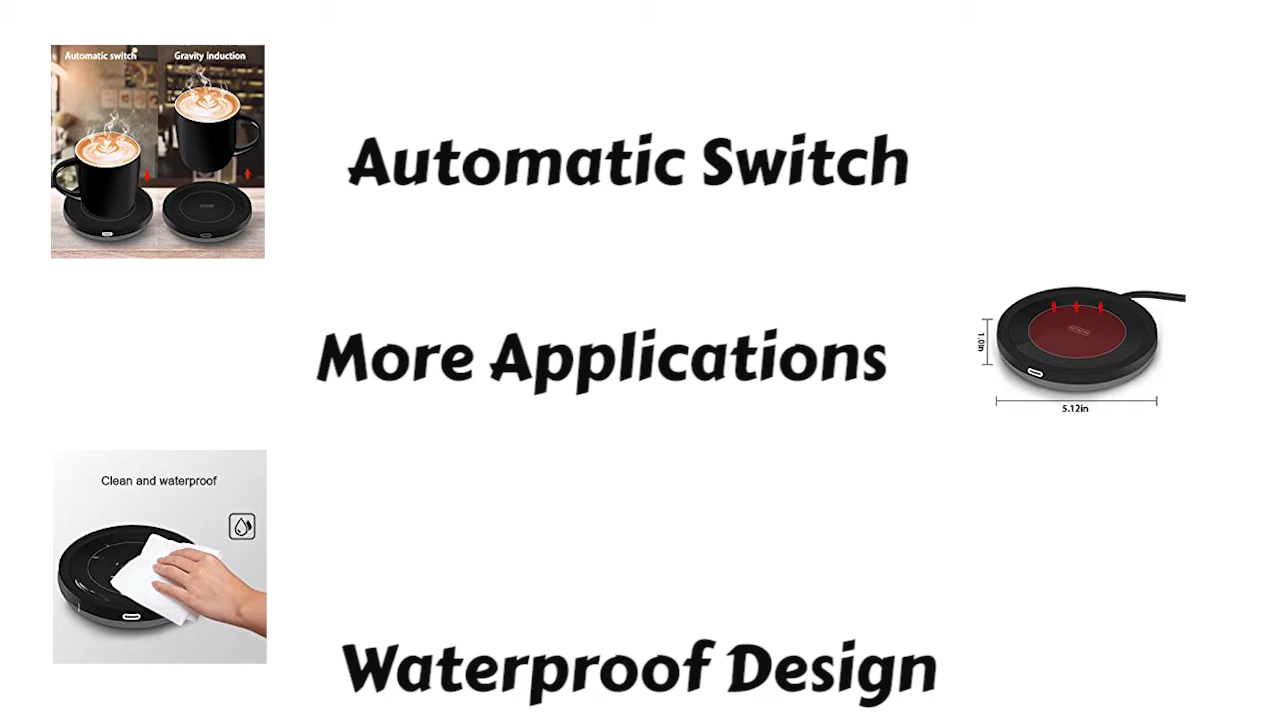 Automatic switch
Gravity induction
Automatic Switch
More Applications
1.0in
5.12in
Clean and waterproof
Waterproof Design